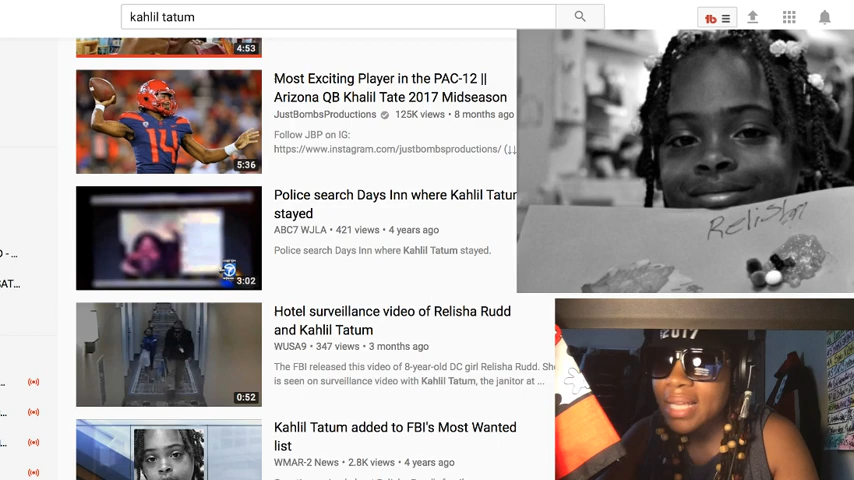 kahlil tatum
tb
4:53
Most Exciting Player in the PAC-12 ||
Arizona QB Khalil Tate 2017 Midseason
JustBombsProductions
125K views • 8 months ago
Follow JBP on IG:
https://www.instagram.com/justbombsproductions/ (↓↓
14
5:36
Police search Days Inn where Kahlil Tatum
stayed
ABC7 WJLA • 421 views • 4 years ago
Police search Days Inn where Kahlil Tatum stayed.
7
3:02
Relisha
D - ...
SAT...
Hotel surveillance video of Relisha Rudd
and Kahlil Tatum
WUSA9 • 347 views • 3 months ago
The FBI released this video of 8-year-old DC girl Relisha Rudd. She
is seen on surveillance video with Kahlil Tatum, the janitor at ...
0:52
2017
Kahlil Tatum added to FBI's Most Wanted
list
WMAR-2 News • 2.8K views • 4 years ago